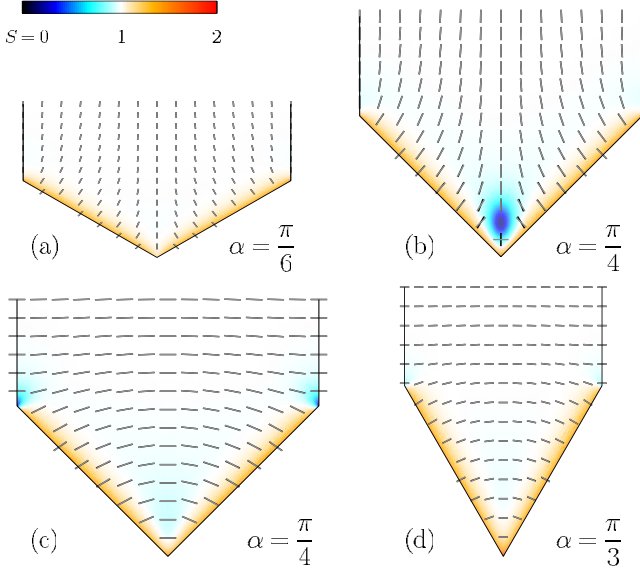 S = 0 1 2
(a) α = π/6
(b) α = π/4
(c) α = π/4
(d) α = π/3